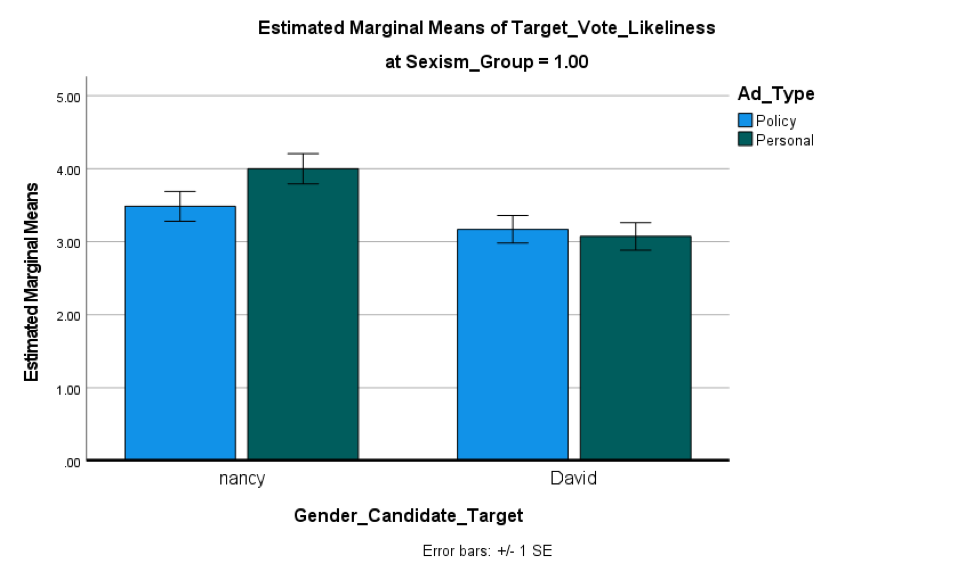 Estimated Marginal Means of Target_Vote_Likeliness
at Sexism_Group = 1.00
Ad_Type
Policy
Personal
Estimated Marginal Means
5.00
4.00
3.00
2.00
1.00
.00
nancy
David
Gender_Candidate_Target
Error bars: +/- 1 SE